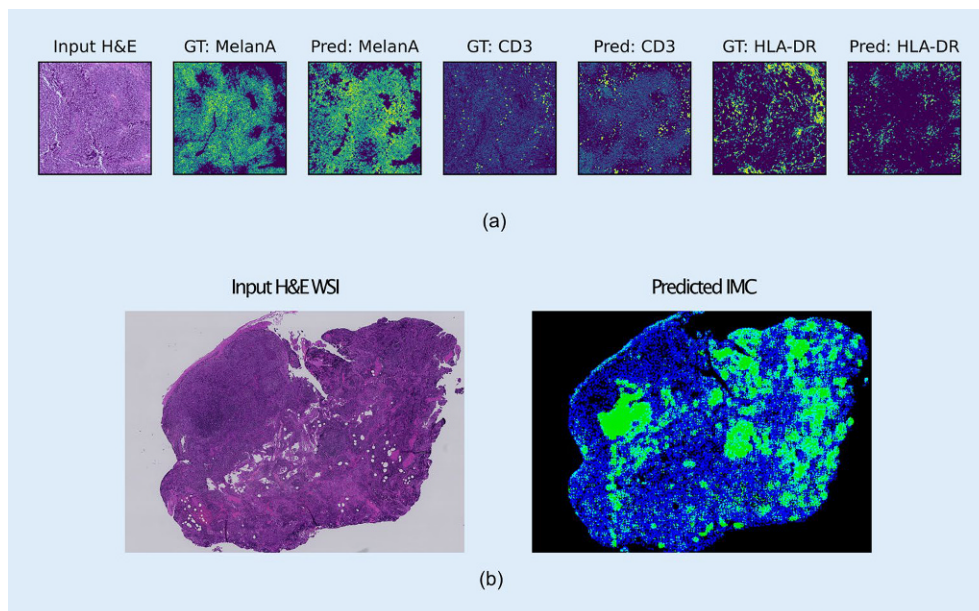 Input H&E GT: MelanA Pred: MelanA GT: CD3 Pred: CD3 GT: HLA-DR Pred: HLA-DR
(a)
Input H&E WSI Predicted IMC
(b)